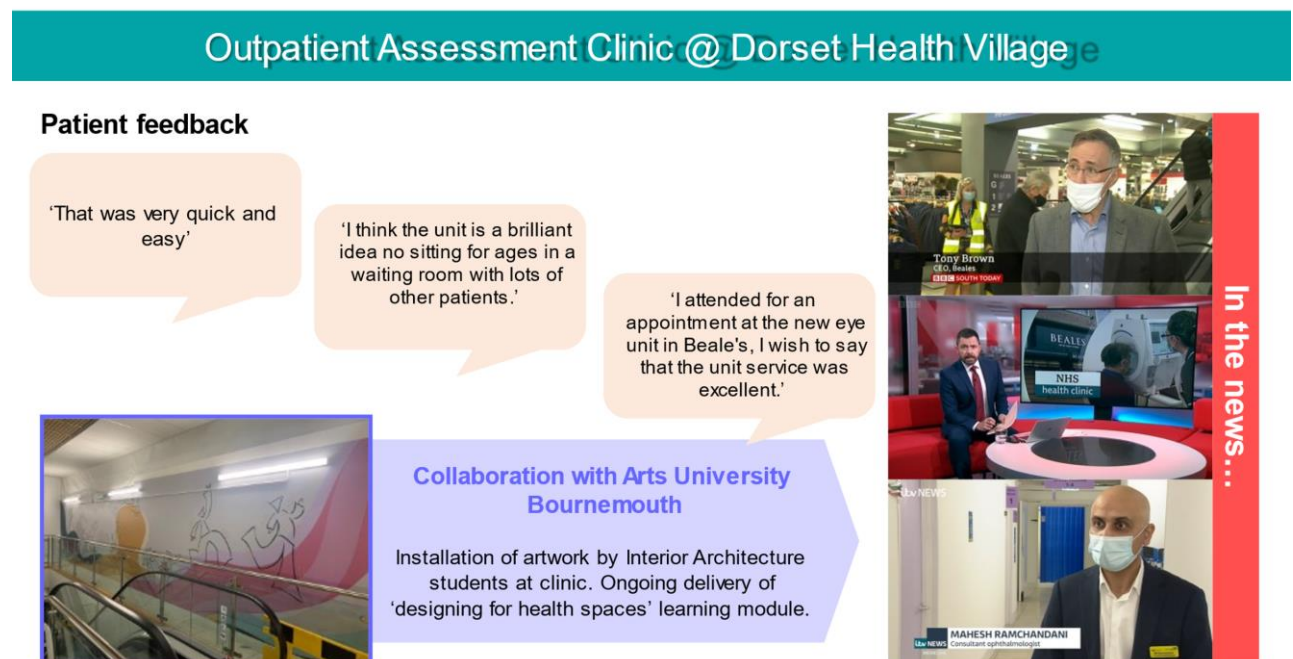 Outpatient Assessment Clinic @ Dorset Health Village
Patient feedback
‘That was very quick and
easy’
‘I think the unit is a brilliant
idea no sitting for ages in a
waiting room with lots of
other patients.’
‘I attended for an
appointment at the new eye
unit in Beale's, I wish to say
that the unit service was
excellent.’
Collaboration with Arts University
Bournemouth
Installation of artwork by Interior Architecture
students at clinic. Ongoing delivery of
‘designing for health spaces’ learning module.
Tony Brown
CEO, Beales
BBC SOUTH TODAY
BEALES
NHS
health clinic
itv NEWS
MAHESH RAMCHANDANI
itv NEWS Consultant ophthalmologist
In the news...